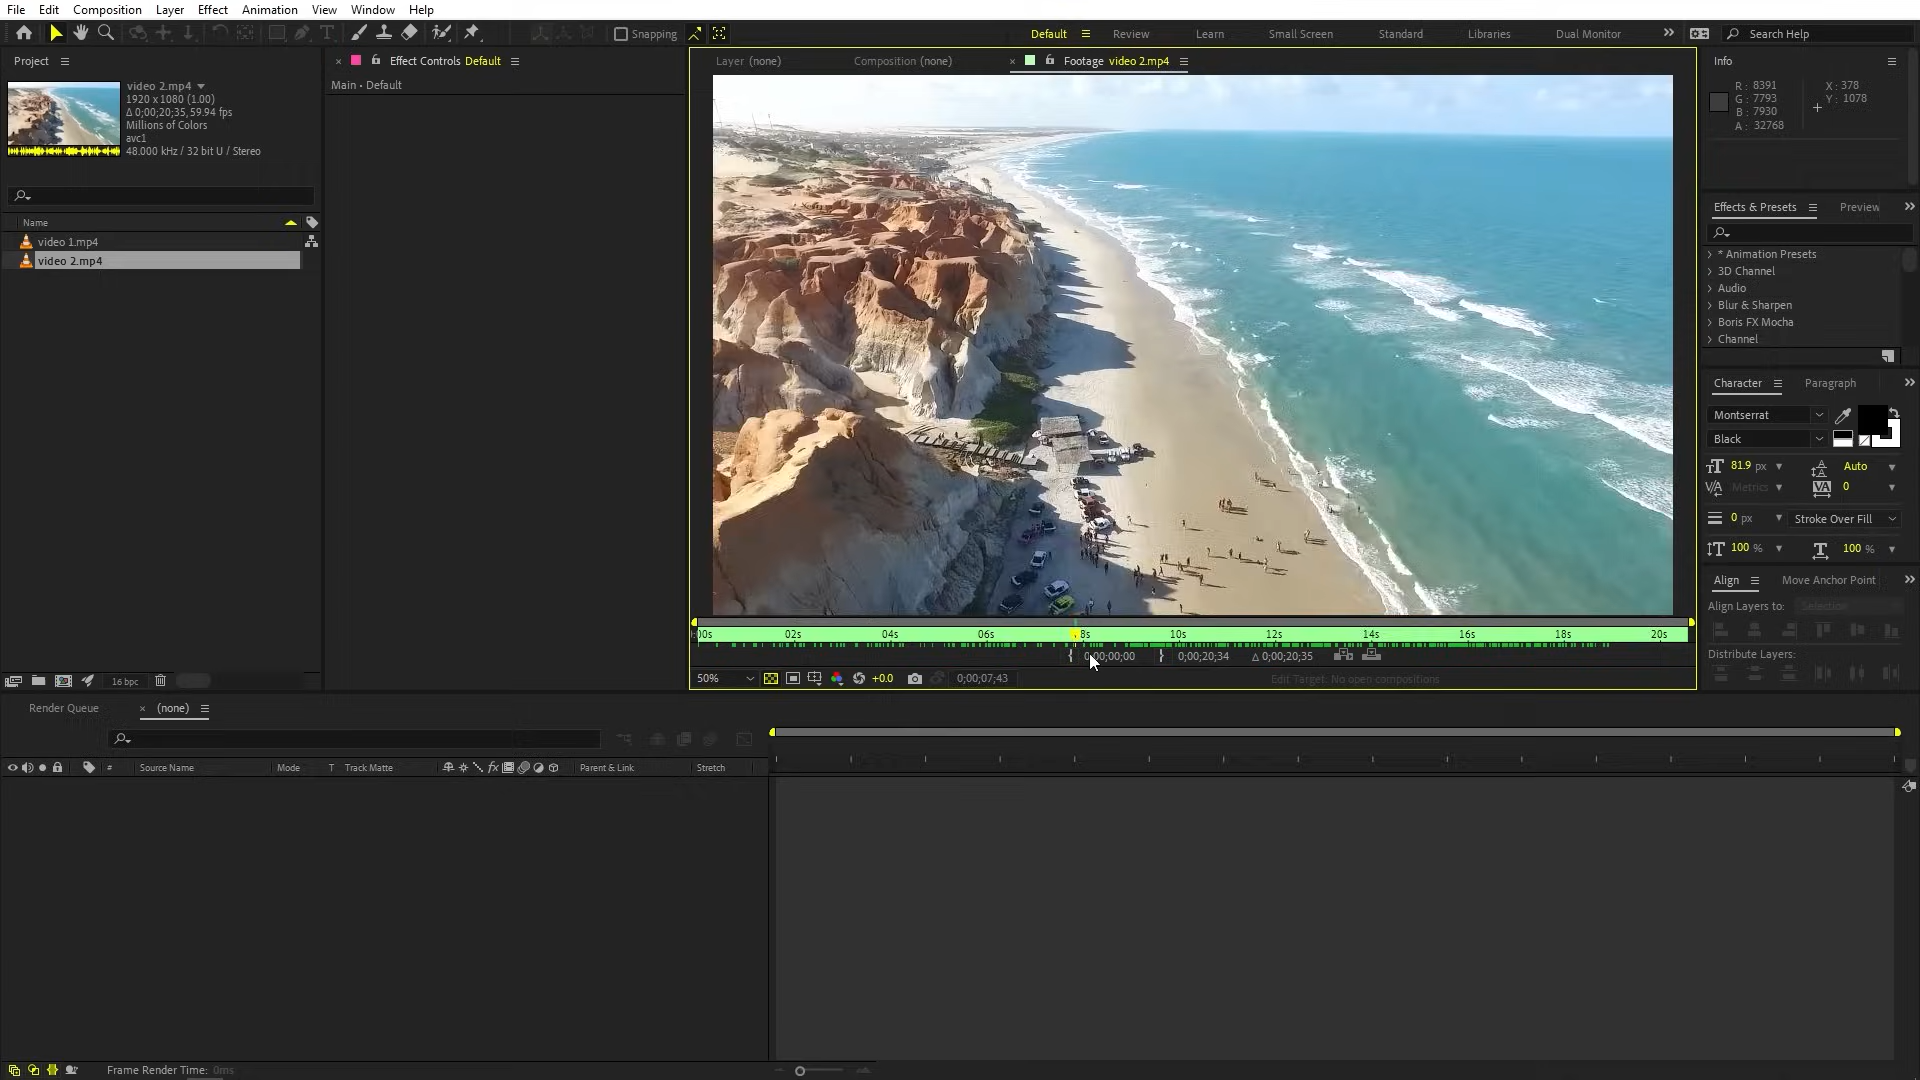 File Edit Composition Layer Effect Animation View Window Help
Snapping
Default Review Learn Small Screen Standard Libraries Dual Monitor Search Help
Project
Effect Controls Default
Layer (none) Composition (none) Footage video 2.mp4
Info
video 2.mp4
1920 x 1080 (1.00)
Δ 0;00;20;35, 59.94 fps
Millions of Colors
avc1
48.000 kHz / 32 bit U / Stereo
Main • Default
R : 8391
G : 7793
B : 7930
A : 32768
X : 378
Y : 1078
Name
video 1.mp4
video 2.mp4
Effects & Presets Preview
* Animation Presets
3D Channel
Audio
Blur & Sharpen
Boris FX Mocha
Channel
Character Paragraph
Montserrat
Black
81.9 px Auto
Metrics 0
0 px Stroke Over Fill
100 % 100 %
Align Move Anchor Point
Align Layers to: Selection
Distribute Layers:
:00s 02s 04s 06s 8s 10s 12s 14s 16s 18s 20s
0;00;00;00 0;00;20;34 Δ 0;00;20;35
50% +0.0 0;00;07;43 Edit Target: No open compositions
16 bpc
Render Queue (none)
# Source Name Mode T Track Matte fx Parent & Link Stretch
Frame Render Time: 0ms